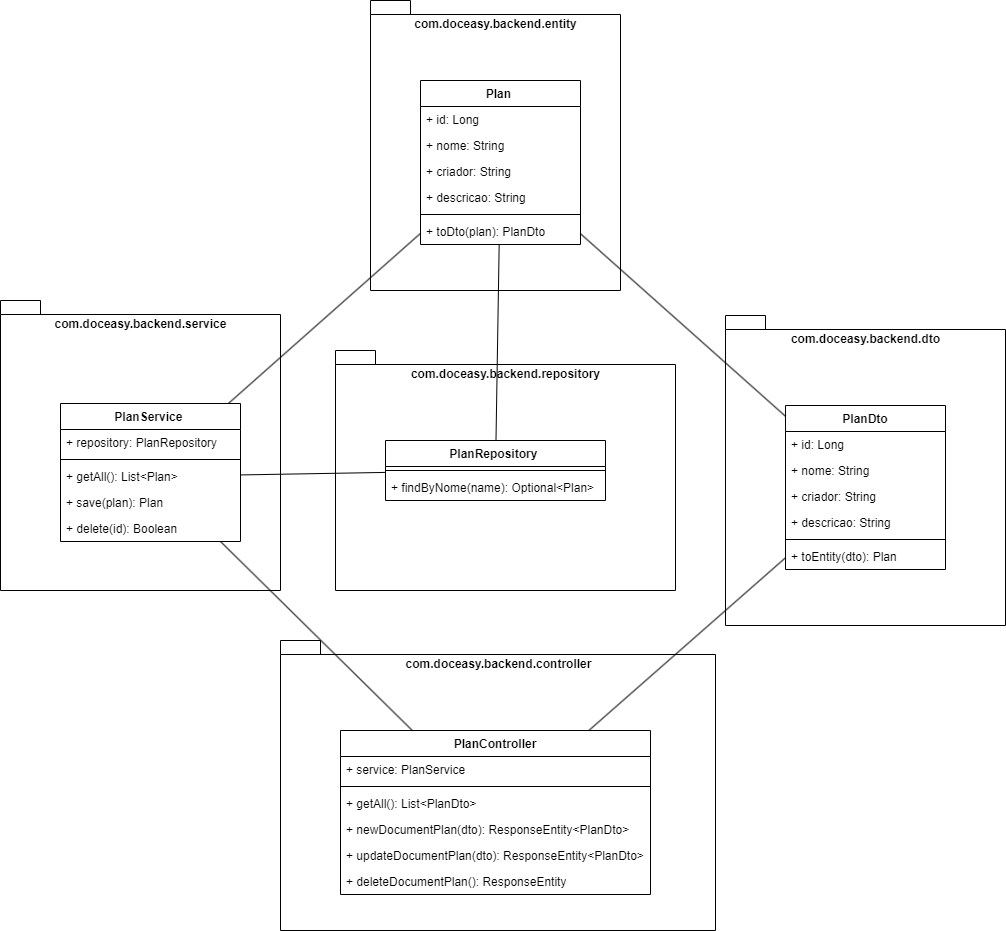 com.doceasy.backend.entity
Plan
+ id: Long
+ nome: String
+ criador: String
+ descricao: String
+ toDto(plan): PlanDto
com.doceasy.backend.service
PlanService
+ repository: PlanRepository
+ getAll(): List<Plan>
+ save(plan): Plan
+ delete(id): Boolean
com.doceasy.backend.repository
PlanRepository
+ findByNome(name): Optional<Plan>
com.doceasy.backend.dto
PlanDto
+ id: Long
+ nome: String
+ criador: String
+ descricao: String
+ toEntity(dto): Plan
com.doceasy.backend.controller
PlanController
+ service: PlanService
+ getAll(): List<PlanDto>
+ newDocumentPlan(dto): ResponseEntity<PlanDto>
+ updateDocumentPlan(dto): ResponseEntity<PlanDto>
+ deleteDocumentPlan(): ResponseEntity